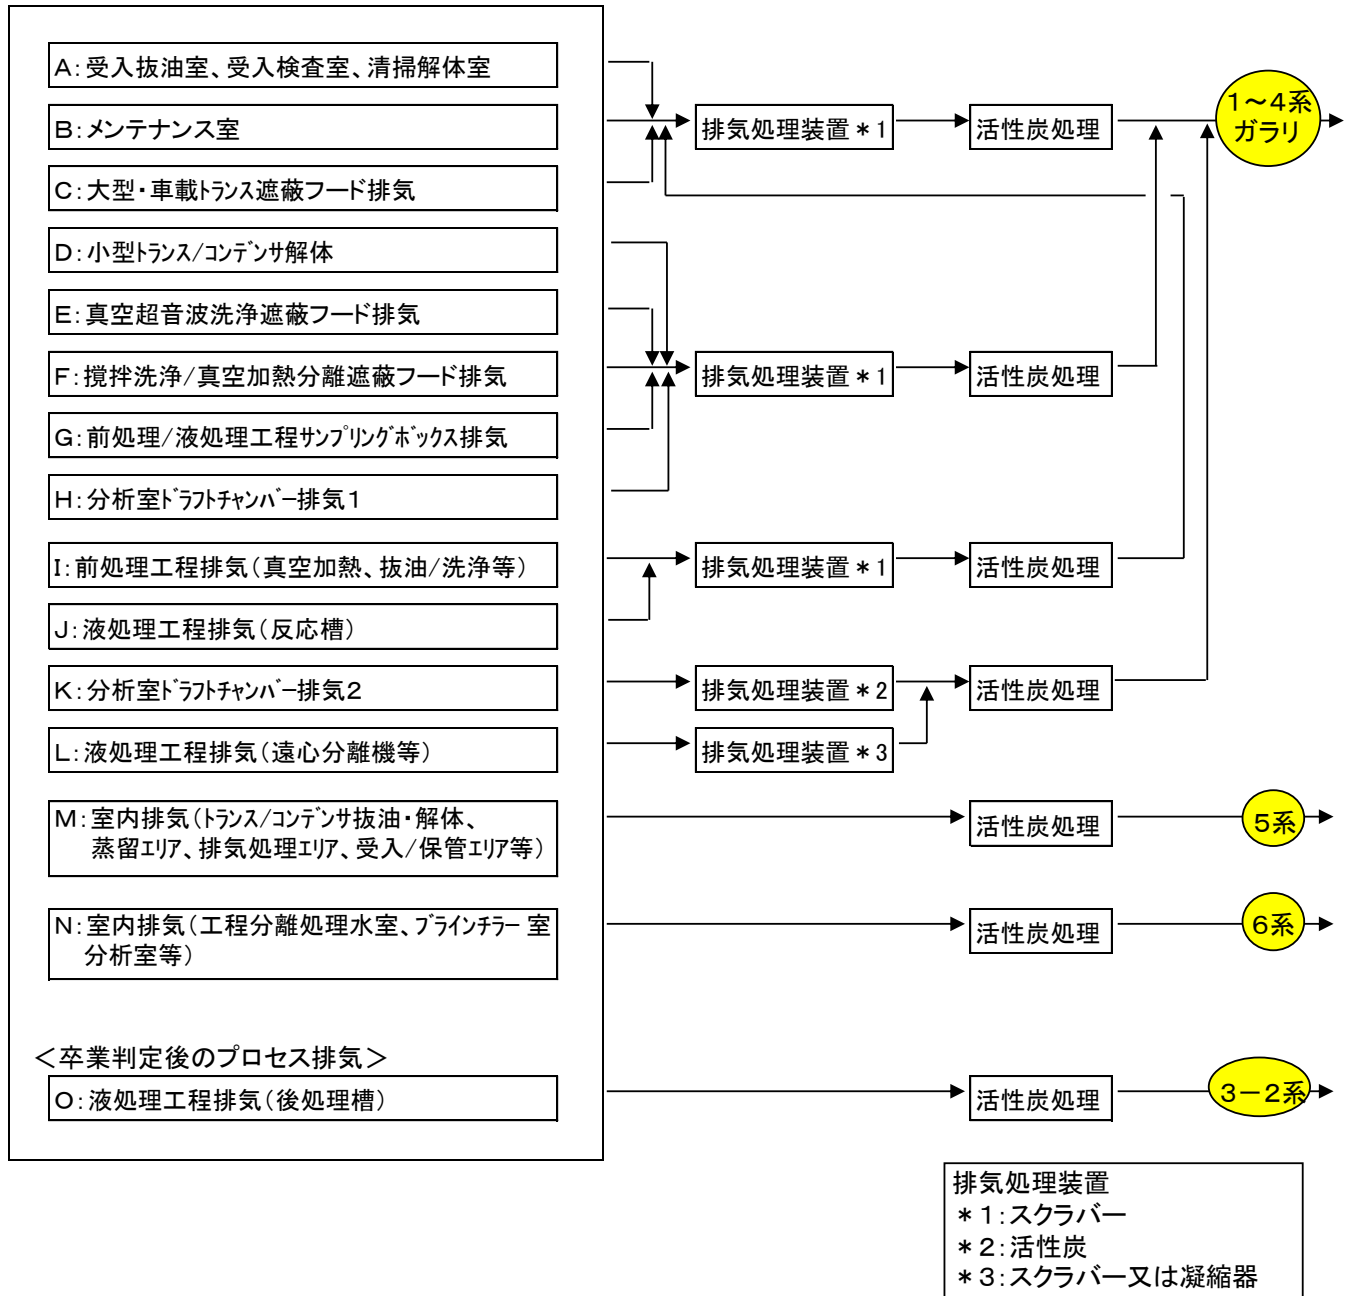 A:受入抜油室、受入検査室、清掃解体室
B:メンテナンス室
C:大型・車載トランス遮蔽フード排気
D:小型トランス/コンデンサ解体
E:真空超音波洗浄遮蔽フード排気
F:撹拌洗浄/真空加熱分離遮蔽フード排気
G:前処理/液処理工程サンプリングボックス排気
H:分析室ドラフトチャンバー排気1
I:前処理工程排気(真空加熱、抜油/洗浄等)
J:液処理工程排気(反応槽)
K:分析室ドラフトチャンバー排気2
L:液処理工程排気(遠心分離機等)
M:室内排気(トランス/コンデンサ抜油・解体、
蒸留エリア、排気処理エリア、受入/保管エリア等)
N:室内排気(工程分離処理水室、ブラインチラー 室
分析室等)
<卒業判定後のプロセス排気>
O:液処理工程排気(後処理槽)
排気処理装置*1
活性炭処理
1~4系
ガラリ
排気処理装置*1
活性炭処理
排気処理装置*1
活性炭処理
排気処理装置*2
活性炭処理
排気処理装置*3
活性炭処理
5系
活性炭処理
6系
活性炭処理
3-2系
排気処理装置
*1:スクラバー
*2:活性炭
*3:スクラバー又は凝縮器